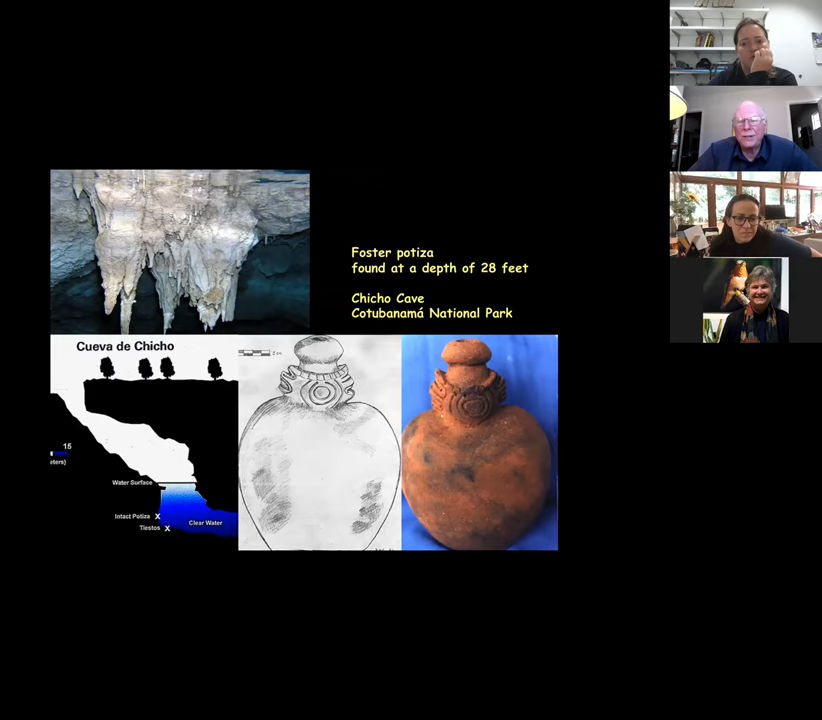 Foster potiza
found at a depth of 28 feet
Chicho Cave
Cotubanamá National Park
Cueva de Chicho
15
eters)
Water Surface
Intact Potiza X
Tiestos X
Clear Water